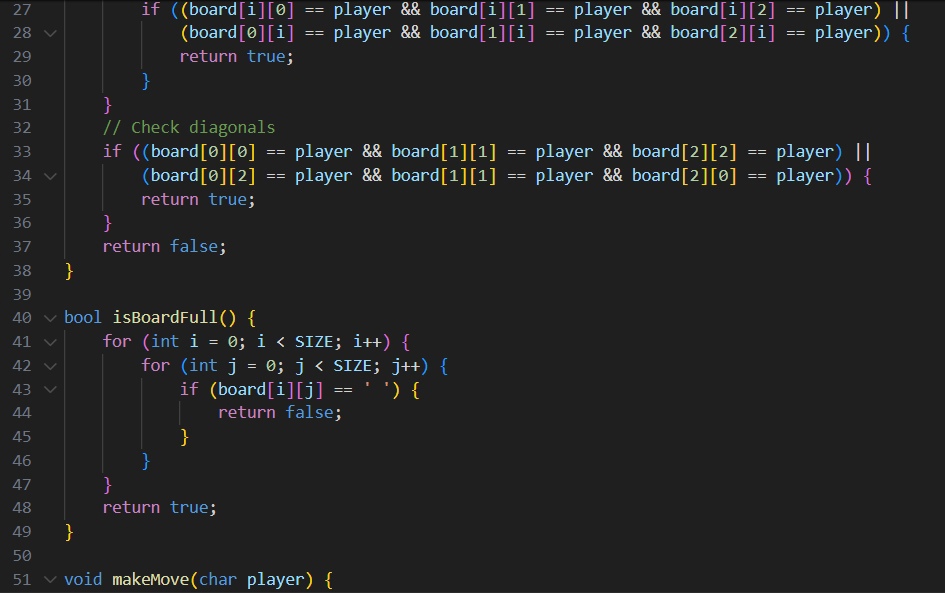 27 if ((board[i][0] == player && board[i][1] == player && board[i][2] == player) ||
28 (board[0][i] == player && board[1][i] == player && board[2][i] == player)) {
29 return true;
30 }
31 }
32 // Check diagonals
33 if ((board[0][0] == player && board[1][1] == player && board[2][2] == player) ||
34 (board[0][2] == player && board[1][1] == player && board[2][0] == player)) {
35 return true;
36 }
37 return false;
38 }
39
40 bool isBoardFull() {
41 for (int i = 0; i < SIZE; i++) {
42 for (int j = 0; j < SIZE; j++) {
43 if (board[i][j] == ' ') {
44 return false;
45 }
46 }
47 }
48 return true;
49 }
50
51 void makeMove(char player) {